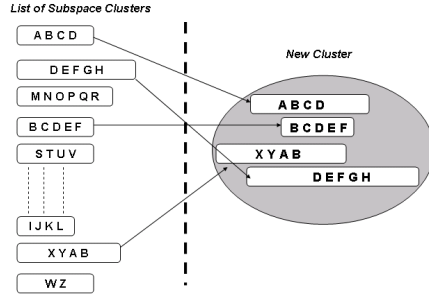 List of Subspace Clusters
A B C D
D E F G H
M N O P Q R
B C D E F
S T U V
I J K L
X Y A B
W Z
New Cluster
A B C D
B C D E F
X Y A B
D E F G H